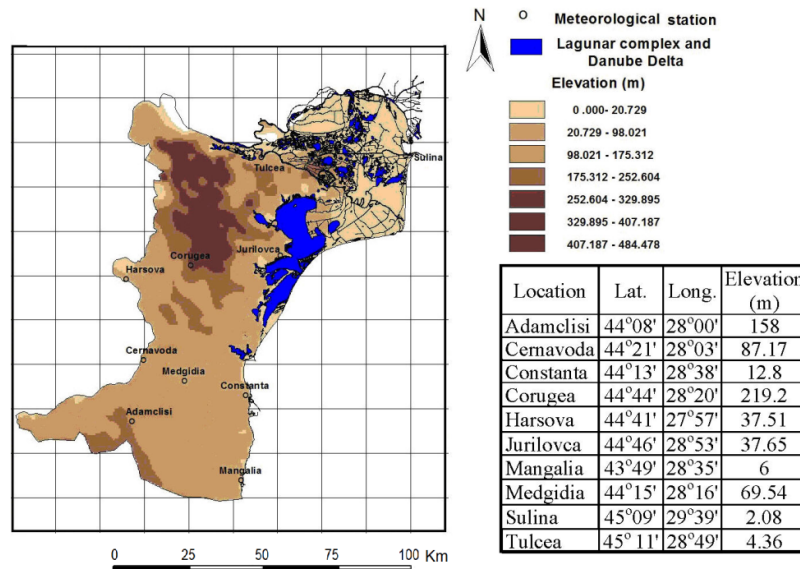 N
Meteorological station
Lagunar complex and
Danube Delta
Elevation (m)
0 .000- 20.729
20.729 - 98.021
98.021 - 175.312
175.312 - 252.604
252.604 - 329.895
329.895 - 407.187
407.187 - 484.478
Sulina
Tulcea
Jurilovca
Corugea
Harsova
Cernavoda
Medgidia
Constanta
Adamclisi
Mangalia
0 25 50 75 100 Km
Location Lat. Long. Elevation (m)
Adamclisi 44°08' 28°00' 158
Cernavoda 44°21' 28°03' 87.17
Constanta 44°13' 28°38' 12.8
Corugea 44°44' 28°20' 219.2
Harsova 44°41' 27°57' 37.51
Jurilovca 44°46' 28°53' 37.65
Mangalia 43°49' 28°35' 6
Medgidia 44°15' 28°16' 69.54
Sulina 45°09' 29°39' 2.08
Tulcea 45° 11' 28°49' 4.36